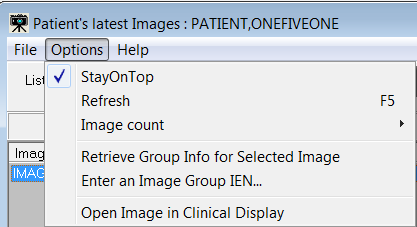 Patient's latest Images : PATIENT,ONEFIVEONE
File Options Help
List
StayOnTop
Refresh F5
Image count
Retrieve Group Info for Selected Image
Enter an Image Group IEN...
Open Image in Clinical Display
Imag
IMAG